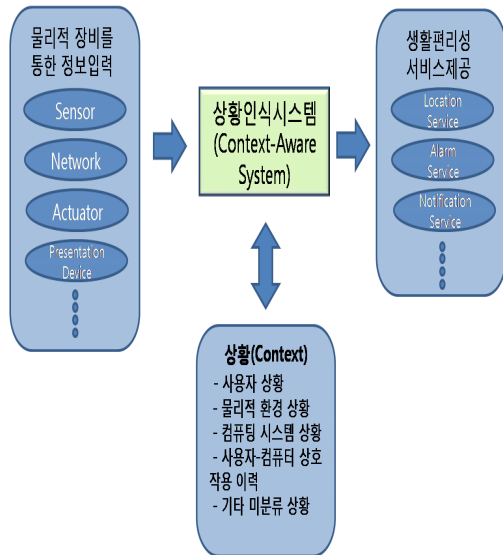 물리적 장비를
통한 정보입력
Sensor
Network
Actuator
Presentation
Device
상황인식시스템
(Context-Aware
System)
생활편리성
서비스제공
Location
Service
Alarm
Service
Notification
Service
상황(Context)
- 사용자 상황
- 물리적 환경 상황
- 컴퓨팅 시스템 상황
- 사용자-컴퓨터 상호
작용 이력
- 기타 미분류 상황